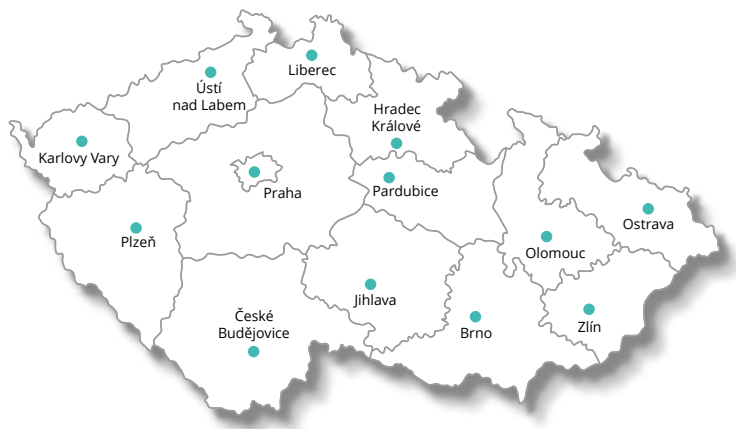 Liberec
Ústí
nad Labem
Hradec
Králové
Karlovy Vary
Praha
Pardubice
Plzeň
Ostrava
Olomouc
Jihlava
České
Budějovice
Brno
Zlín